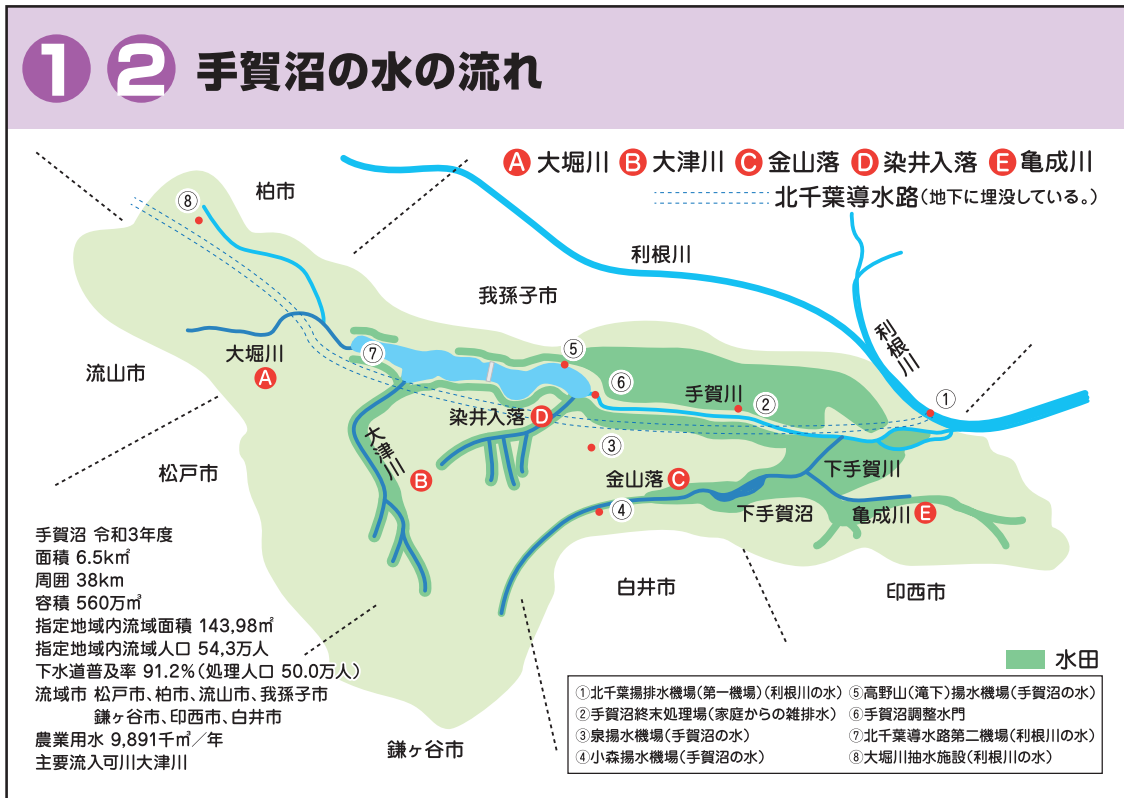 1 2 手賀沼の水の流れ
A 大堀川 B 大津川 C 金山落 D 染井入落 E 亀成川
北千葉導水路(地下に埋没している。)
⑧
柏市
利根川
我孫子市
利根川
大堀川
A
⑦
⑤
⑥
流山市
手賀川
②
①
染井入落 D
大津川
B
③
松戸市
金山落 C
下手賀川
④
下手賀沼
亀成川 E
白井市
印西市
鎌ヶ谷市
手賀沼 令和3年度
面積 6.5k㎡
周囲 38km
容積 560万㎥
指定地域内流域面積 143,98㎡
指定地域内流域人口 54,3万人
下水道普及率 91.2%(処理人口 50.0万人)
流域市 松戸市、柏市、流山市、我孫子市
鎌ヶ谷市、印西市、白井市
農業用水 9,891千㎥/年
主要流入可川大津川
水田
①北千葉揚排水機場(第一機場)(利根川の水)
②手賀沼終末処理場(家庭からの雑排水)
③泉揚水機場(手賀沼の水)
④小森揚水機場(手賀沼の水)
⑤高野山(滝下)揚水機場(手賀沼の水)
⑥手賀沼調整水門
⑦北千葉導水路第二機場(利根川の水)
⑧大堀川抽水施設(利根川の水)